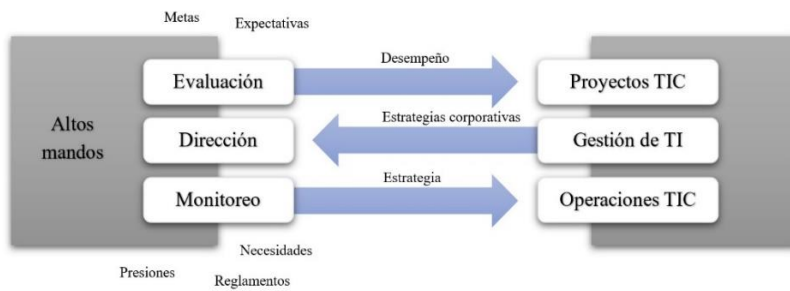 Metas
Expectativas
Desempeño
Evaluación
Proyectos TIC
Altos
mandos
Estrategias corporativas
Dirección
Gestión de TI
Estrategia
Monitoreo
Operaciones TIC
Necesidades
Presiones
Reglamentos